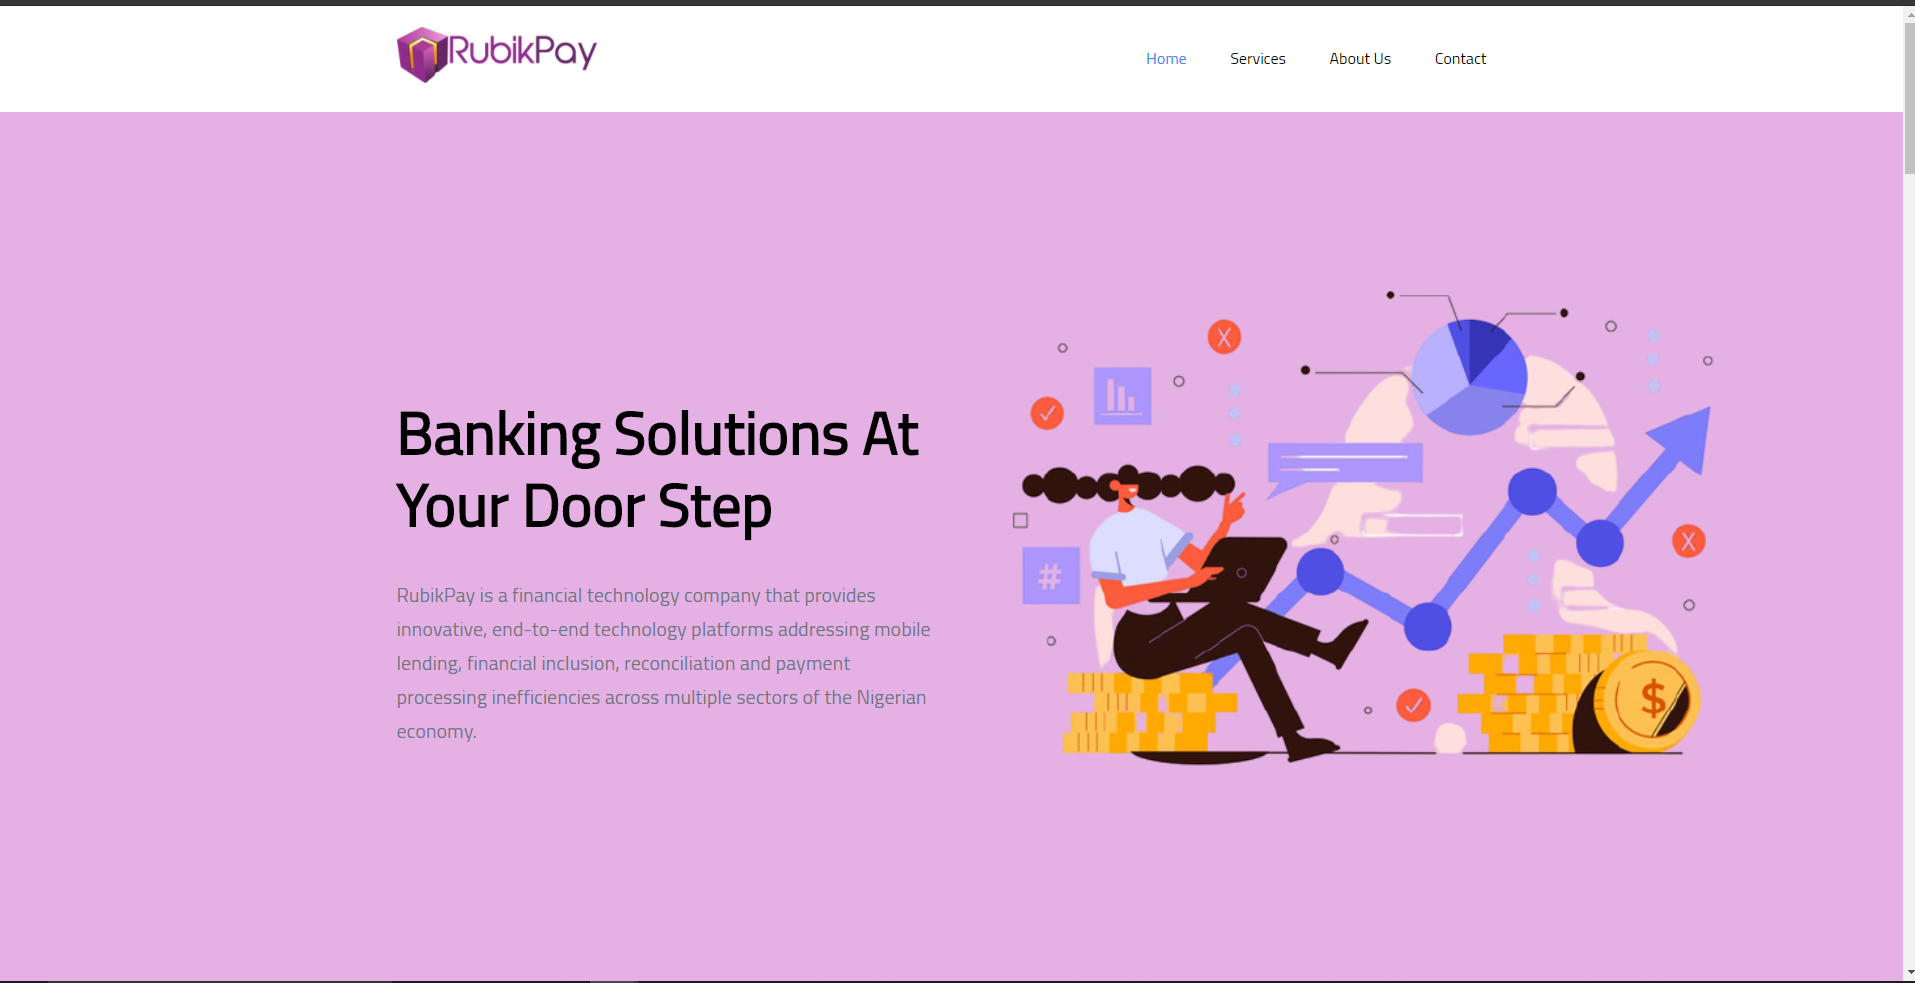 RubikPay
Home
Services
About Us
Contact
Banking Solutions At
Your Door Step
RubikPay is a financial technology company that provides
innovative, end-to-end technology platforms addressing mobile
lending, financial inclusion, reconciliation and payment
processing inefficiencies across multiple sectors of the Nigerian
economy.
X
#
X
$